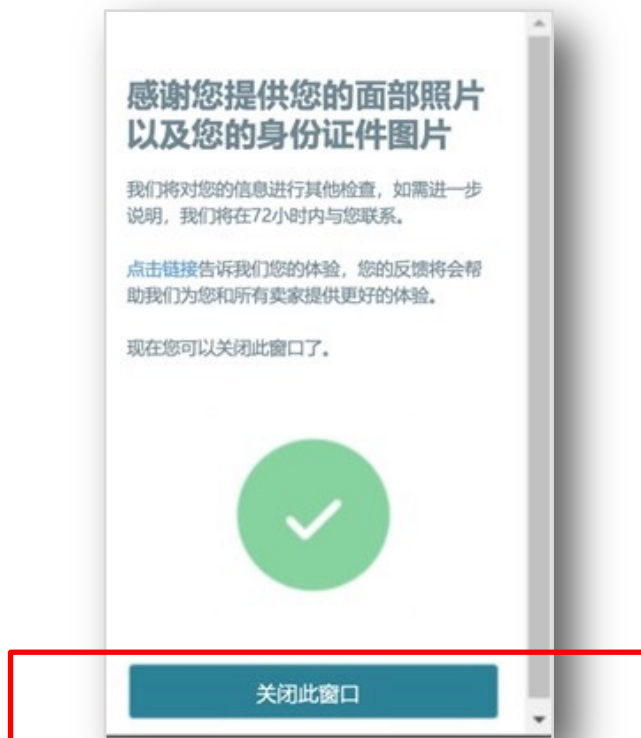 感谢您提供您的面部照片
以及您的身份证件图片
我们将对您的信息进行其他检查，如需进一步
说明，我们将在72小时内与您联系。
点击链接告诉我们您的体验，您的反馈将会帮
助我们为您和所有卖家提供更好的体验。
现在您可以关闭此窗口了。
关闭此窗口